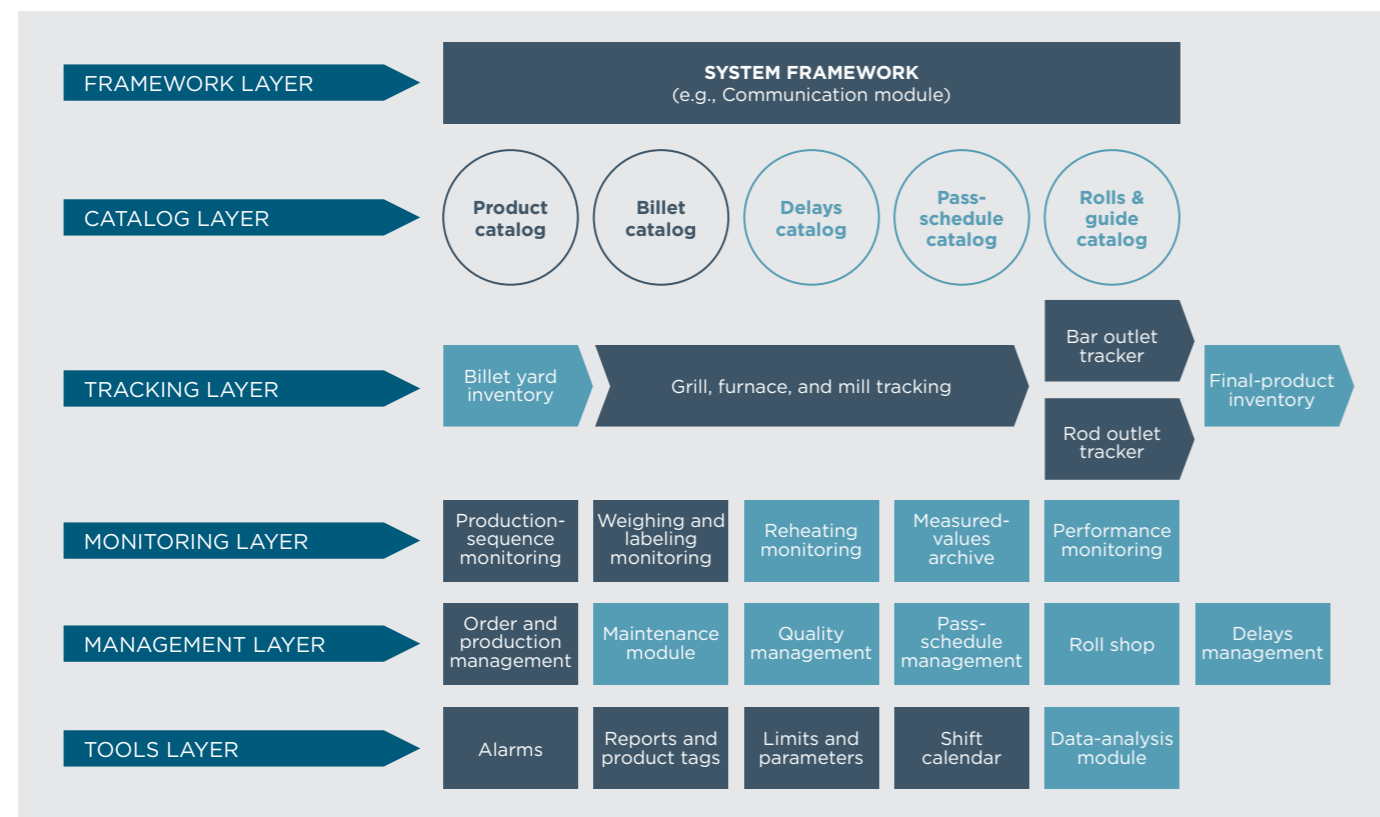 FRAMEWORK LAYER
SYSTEM FRAMEWORK
(e.g., Communication module)
CATALOG LAYER
Product
catalog
Billet
catalog
Delays
catalog
Pass-
schedule
catalog
Rolls &
guide
catalog
TRACKING LAYER
Billet yard
inventory
Grill, furnace, and mill tracking
Bar outlet
tracker
Rod outlet
tracker
Final-product
inventory
MONITORING LAYER
Production-
sequence
monitoring
Weighing and
labeling
monitoring
Reheating
monitoring
Measured-
values
archive
Performance
monitoring
MANAGEMENT LAYER
Order and
production
management
Maintenance
module
Quality
management
Pass-
schedule
management
Roll shop
Delays
management
TOOLS LAYER
Alarms
Reports and
product tags
Limits and
parameters
Shift
calendar
Data-analysis
module